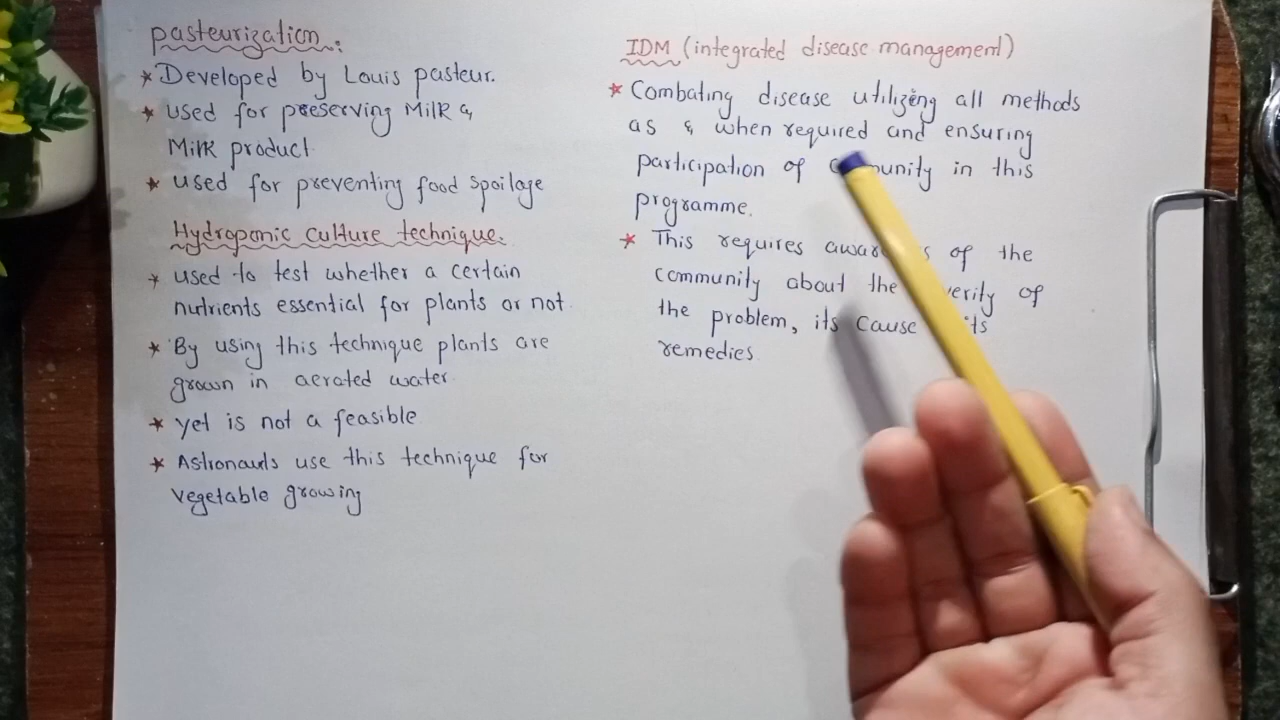 Pasteurization :
* Developed by Louis pasteur.
* used for preserving Milk &
Milk product
* used for preventing food spoilage
Hydroponic culture technique:
* used to test whether a certain
nutrients essential for plants or not.
* By using this technique plants are
grown in aerated water
* yet is not a feasible
* Astronauts use this technique for
vegetable growing
IDM (integrated disease management)
* Combating disease utilizing all methods
as & when required and ensuring
participation of in this
programme.
* This requires of the
community about the of
the problem, its cause its
remedies